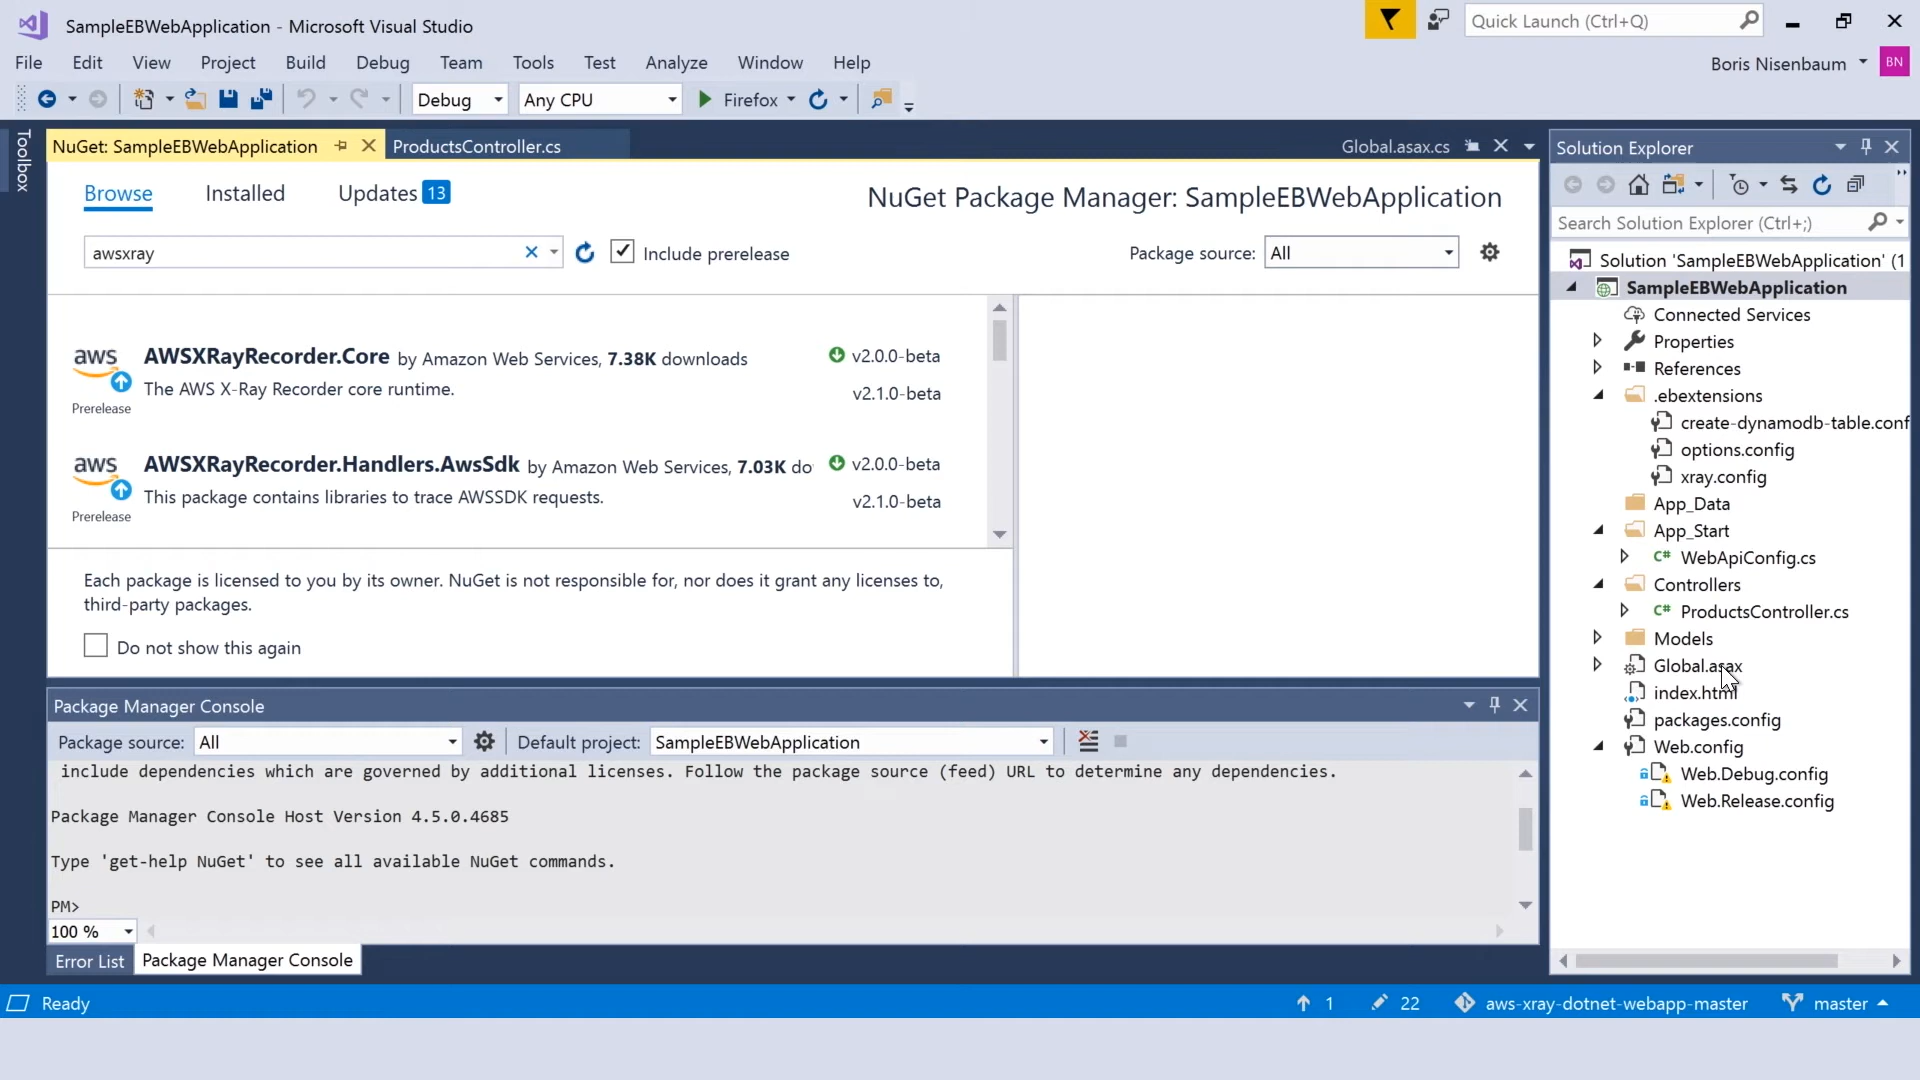 SampleEBWebApplication - Microsoft Visual Studio
Quick Launch (Ctrl+Q)
File Edit View Project Build Debug Team Tools Test Analyze Window Help
Boris Nisenbaum BN
Debug Any CPU Firefox
Toolbox
NuGet: SampleEBWebApplication ProductsController.cs Global.asax.cs
Browse Installed Updates 13
NuGet Package Manager: SampleEBWebApplication
awsxray Include prerelease Package source: All
aws
AWSXRayRecorder.Core by Amazon Web Services, 7.38K downloads v2.0.0-beta
The AWS X-Ray Recorder core runtime. v2.1.0-beta
Prerelease
aws
AWSXRayRecorder.Handlers.AwsSdk by Amazon Web Services, 7.03K do v2.0.0-beta
This package contains libraries to trace AWSSDK requests. v2.1.0-beta
Prerelease
Each package is licensed to you by its owner. NuGet is not responsible for, nor does it grant any licenses to,
third-party packages.
Do not show this again
Package Manager Console
Package source: All Default project: SampleEBWebApplication
include dependencies which are governed by additional licenses. Follow the package source (feed) URL to determine any dependencies.
Package Manager Console Host Version 4.5.0.4685
Type 'get-help NuGet' to see all available NuGet commands.
PM>
100 %
Error List Package Manager Console
Solution Explorer
Search Solution Explorer (Ctrl+;)
Solution 'SampleEBWebApplication' (1
SampleEBWebApplication
Connected Services
Properties
References
.ebextensions
create-dynamodb-table.conf
options.config
xray.config
App_Data
App_Start
C# WebApiConfig.cs
Controllers
C# ProductsController.cs
Models
Global.asax
index.html
packages.config
Web.config
Web.Debug.config
Web.Release.config
Ready 1 22 aws-xray-dotnet-webapp-master master